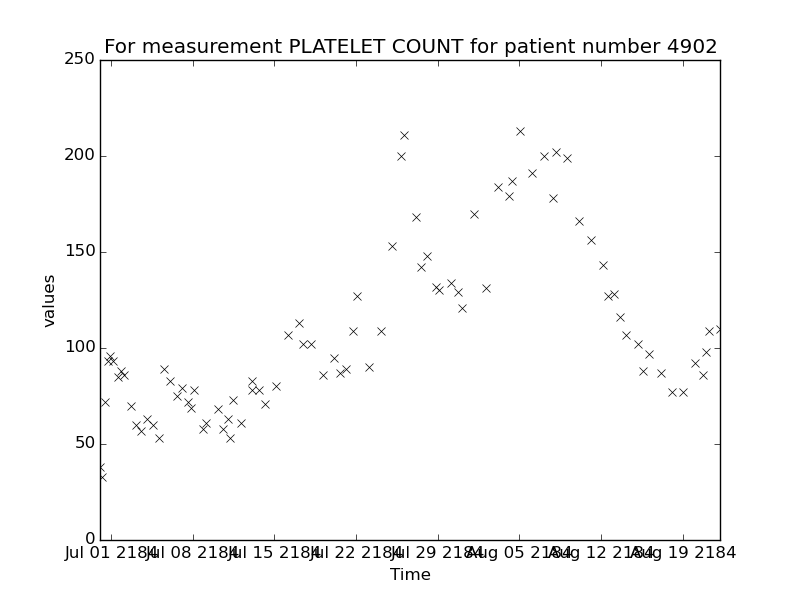 For measurement PLATELET COUNT for patient number 4902
250
200
150
100
50
0
values
Jul 01 2184 Jul 08 2184 Jul 15 2184 Jul 22 2184 Jul 29 2184 Aug 05 2184 Aug 12 2184 Aug 19 2184
Time